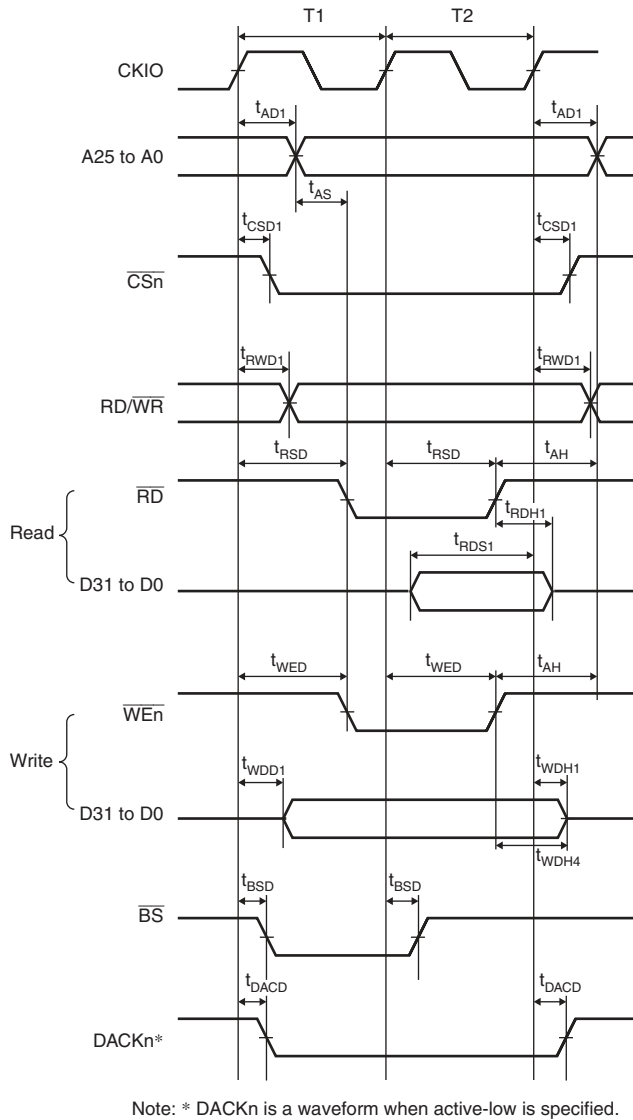 T1 T2
CKIO
tAD1 tAD1
A25 to A0
tAS
tCSD1 tCSD1
CSn
tRWD1 tRWD1
RD/WR
tRSD tRSD tAH
RD
tRDH1
Read
tRDS1
D31 to D0
tWED tWED tAH
WEn
Write
tWDD1 tWDH1
D31 to D0
tWDH4
tBSD tBSD
BS
tDACD tDACD
DACKn*
Note: * DACKn is a waveform when active-low is specified.